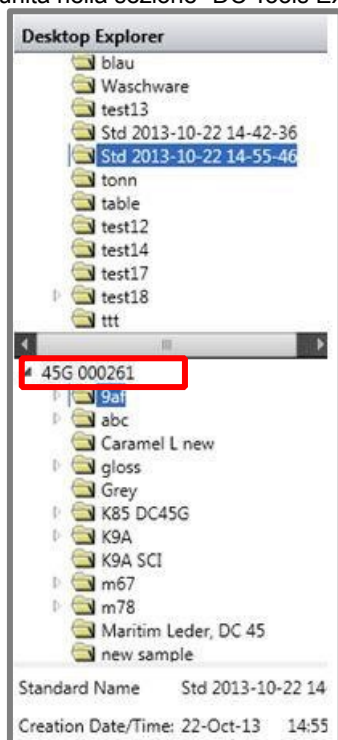 Desktop Explorer
blau
Waschware
test13
Std 2013-10-22 14-42-36
Std 2013-10-22 14-55-46
tonn
table
test12
test14
test17
test18
ttt
45G 000261
9af
abc
Caramel L new
gloss
Grey
K85 DC45G
K9A
K9A SCI
m67
m78
Maritim Leder, DC 45
new sample
Standard Name Std 2013-10-22 14
Creation Date/Time: 22-Oct-13 14:55